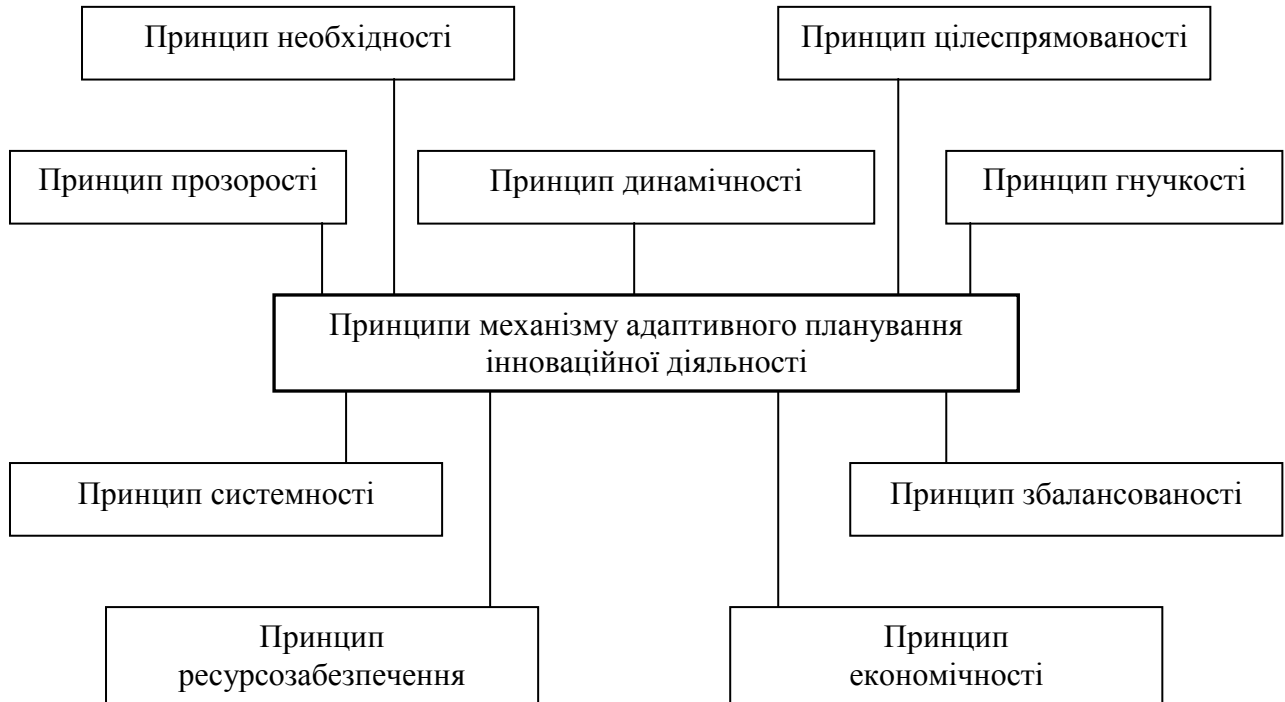 Принцип необхідності
Принцип цілеспрямованості
Принцип прозорості
Принцип динамічності
Принцип гнучкості
Принципи механізму адаптивного планування
інноваційної діяльності
Принцип системності
Принцип збалансованості
Принцип
ресурсозабезпечення
Принцип
економічності